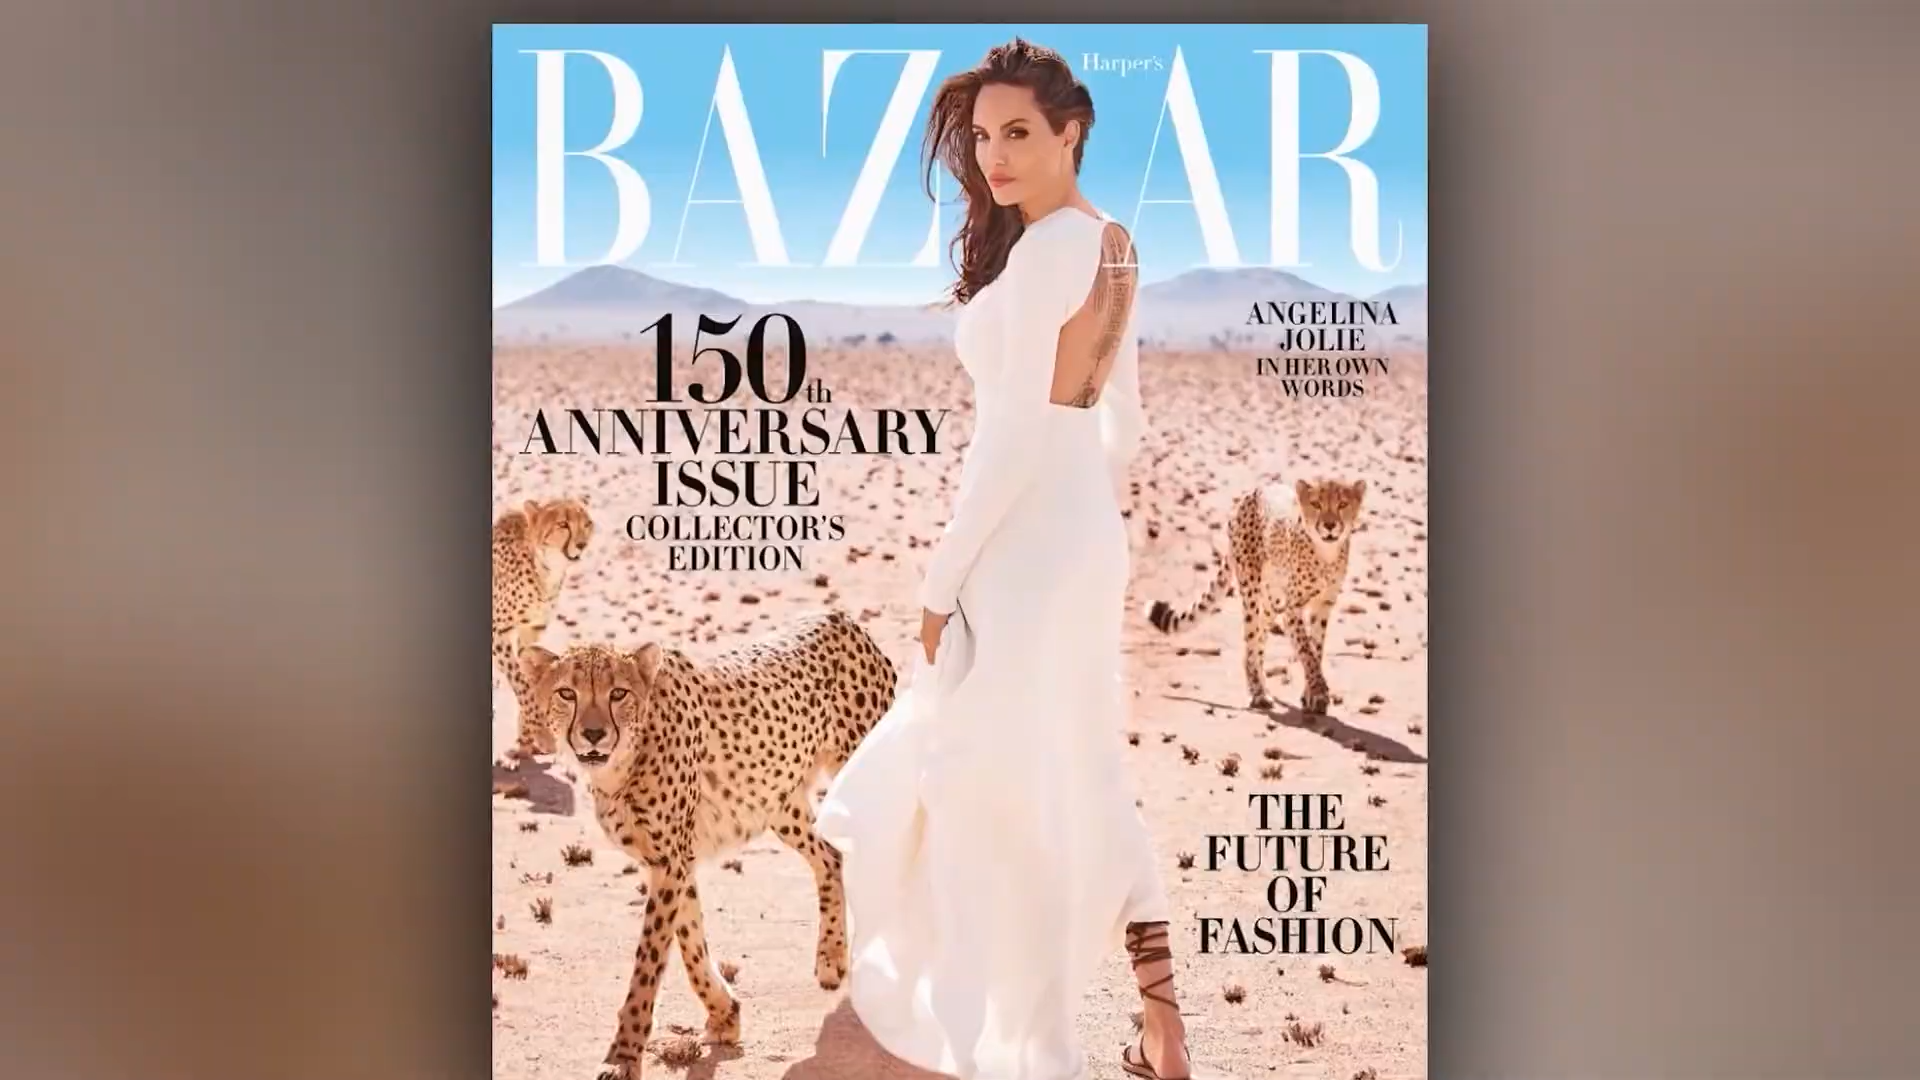 Harper's
BAZAAR
150th
ANNIVERSARY
ISSUE
COLLECTOR'S
EDITION
ANGELINA
JOLIE
IN HER OWN
WORDS
THE
FUTURE
OF
FASHION